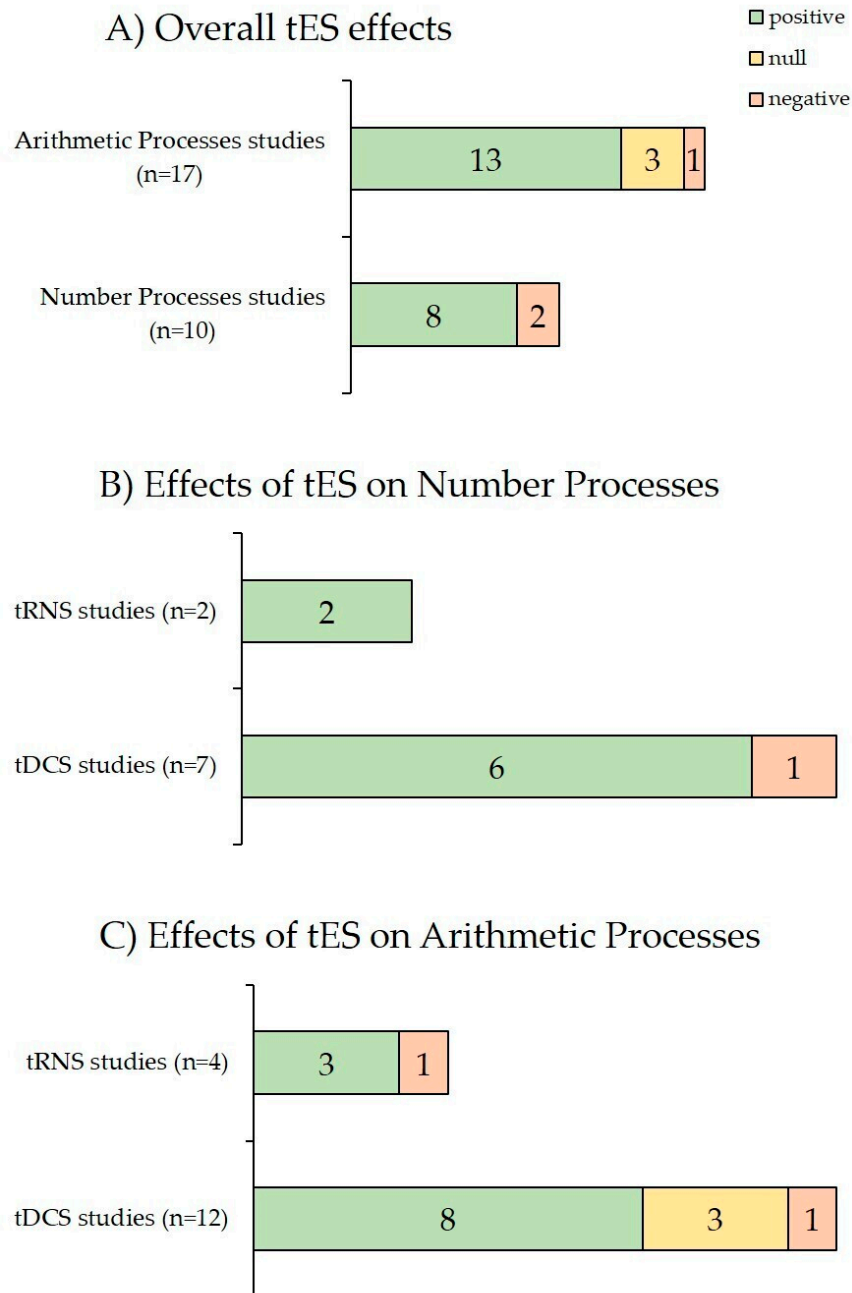 A) Overall tES effects
positive
null
negative
Arithmetic Processes studies
(n=17)
13
3
1
Number Processes studies
(n=10)
8
2
B) Effects of tES on Number Processes
tRNS studies (n=2)
2
tDCS studies (n=7)
6
1
C) Effects of tES on Arithmetic Processes
tRNS studies (n=4)
3
1
tDCS studies (n=12)
8
3
1